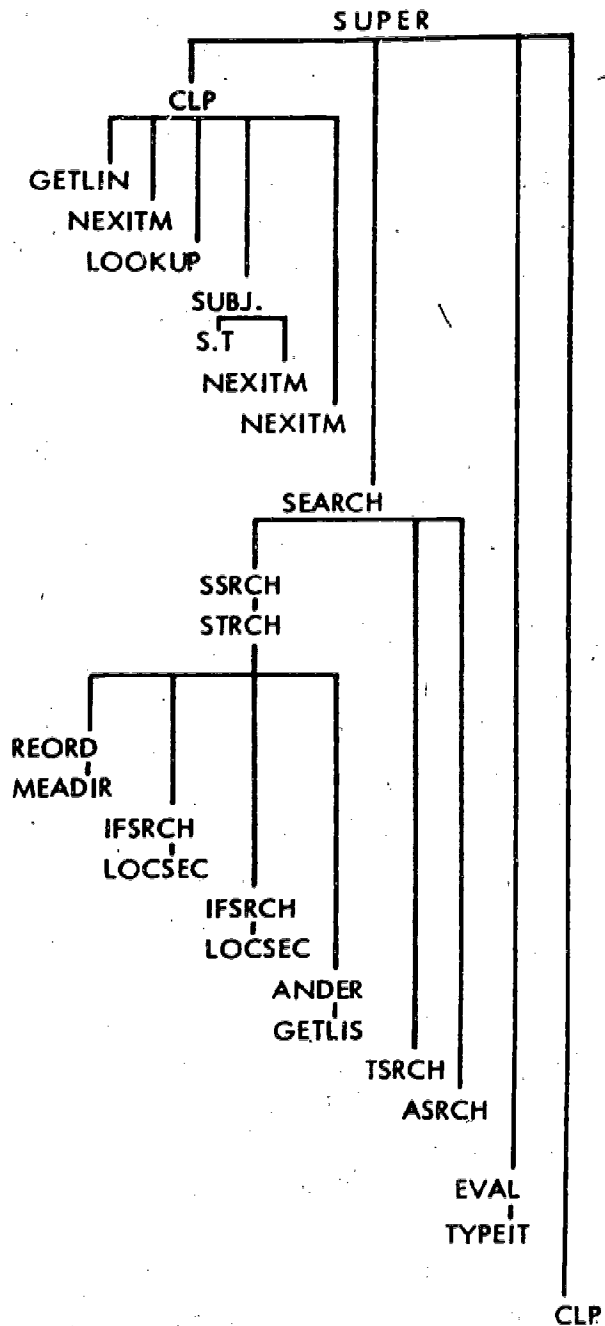 SUPER
CLP
GETLIN
NEXITM
LOOKUP
SUBJ.
S.T
NEXITM
NEXITM
SEARCH
SSRCH
STRCH
REORD
MEADIR
IFSRCH
LOCSEC
IFSRCH
LOCSEC
ANDER
GETLIS
TSRCH
ASRCH
EVAL
TYPEIT
CLP